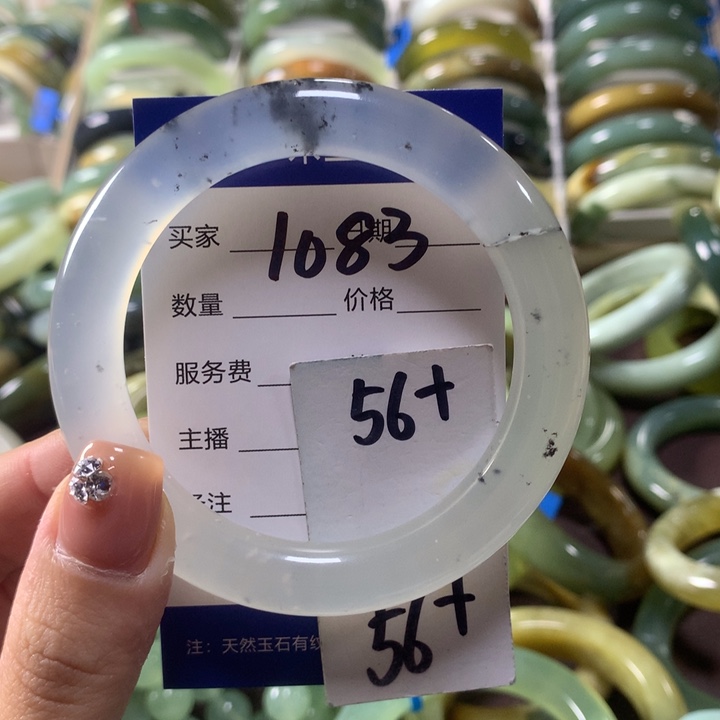 买家 1083 日期
数量 价格
服务费
56+
主播
备注
56+
注：天然玉石有纹